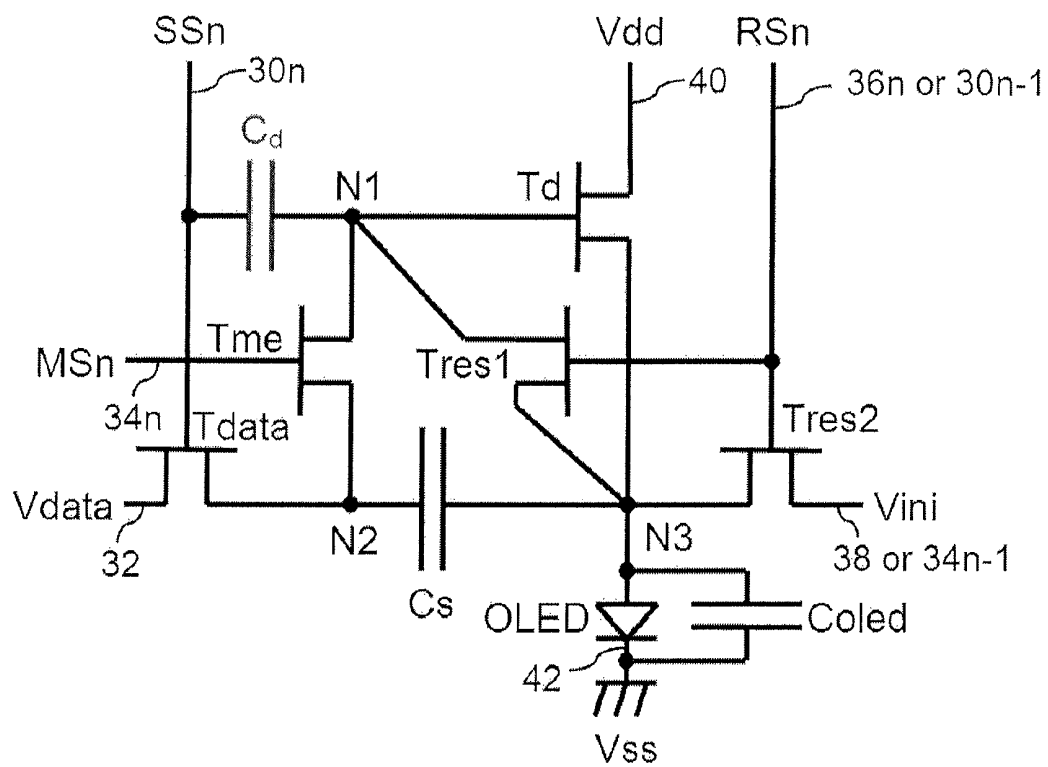 SSn
Vdd
RSn
30n
40
36n or 30n-1
Cd
N1
Td
Tme
Tres1
MSn
34n
Tdata
Tres2
Vdata
Vini
32
N2
N3
38 or 34n-1
Cs
OLED
Coled
42
Vss